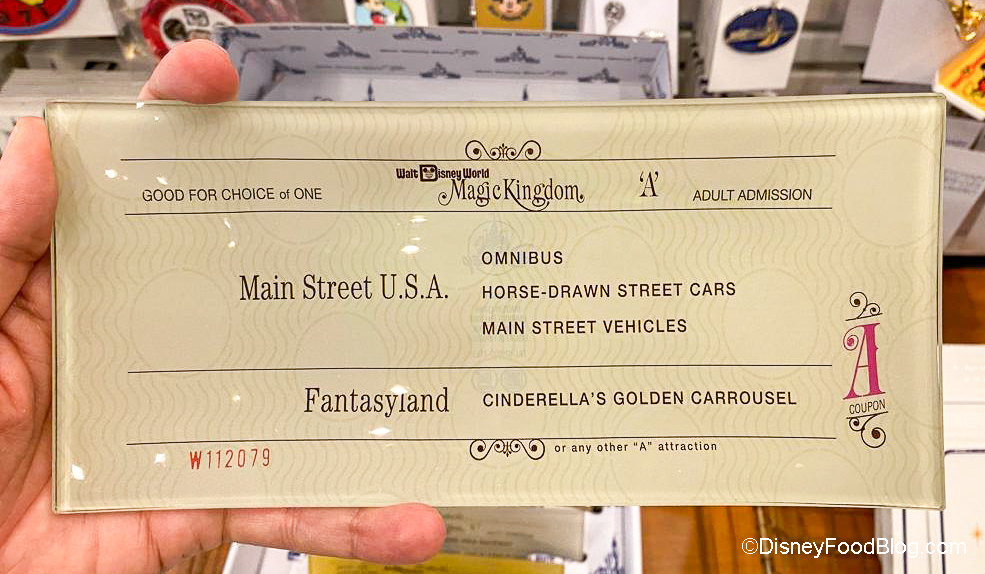 Walt Disney World
GOOD FOR CHOICE of ONE Magic Kingdom 'A' ADULT ADMISSION
OMNIBUS
Main Street U.S.A. HORSE-DRAWN STREET CARS
MAIN STREET VEHICLES
A
Fantasyland CINDERELLA'S GOLDEN CARROUSEL
COUPON
or any other "A" attraction
W112079
©DisneyFoodBlog.com